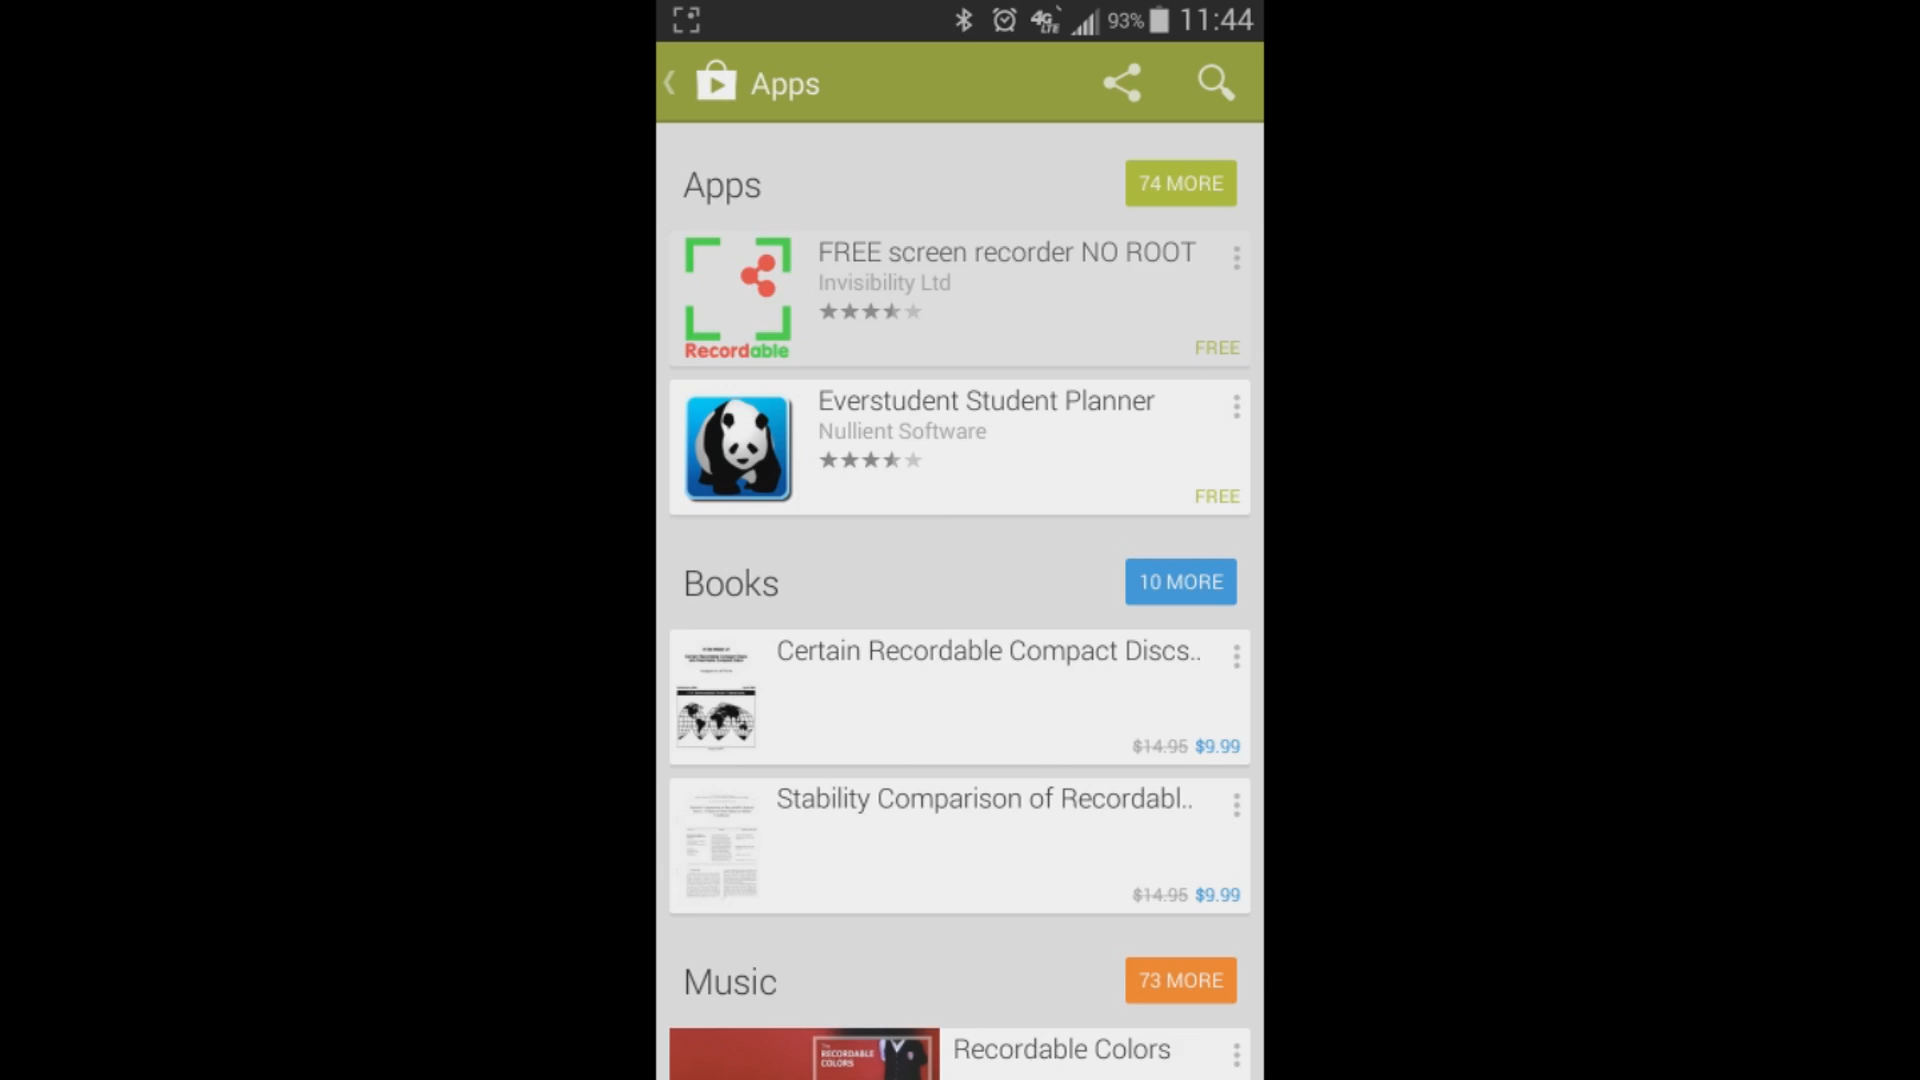 93% 11:44
Apps
Apps
74 MORE
FREE screen recorder NO ROOT
Invisibility Ltd
Recordable
FREE
Everstudent Student Planner
Nullient Software
FREE
Books
10 MORE
Certain Recordable Compact Discs..
$14.95 $9.99
Stability Comparison of Recordabl..
$14.95 $9.99
Music
73 MORE
RECORDABLE
COLORS
Recordable Colors